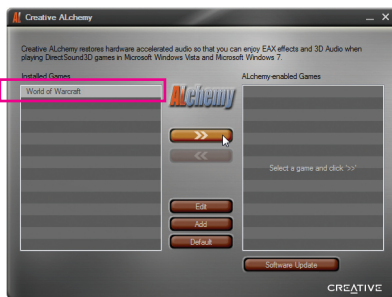 Creative ALchemy
Creative ALchemy restores hardware accelerated audio so that you can enjoy EAX effects and 3D Audio when
playing DirectSound3D games in Microsoft Windows Vista and Microsoft Windows 7.
Installed Games
ALchemy-enabled Games
World of Warcraft
ALchemy
>>
<<
Select a game and click '>>'
Edit
Add
Default
Software Update
CREATIVE